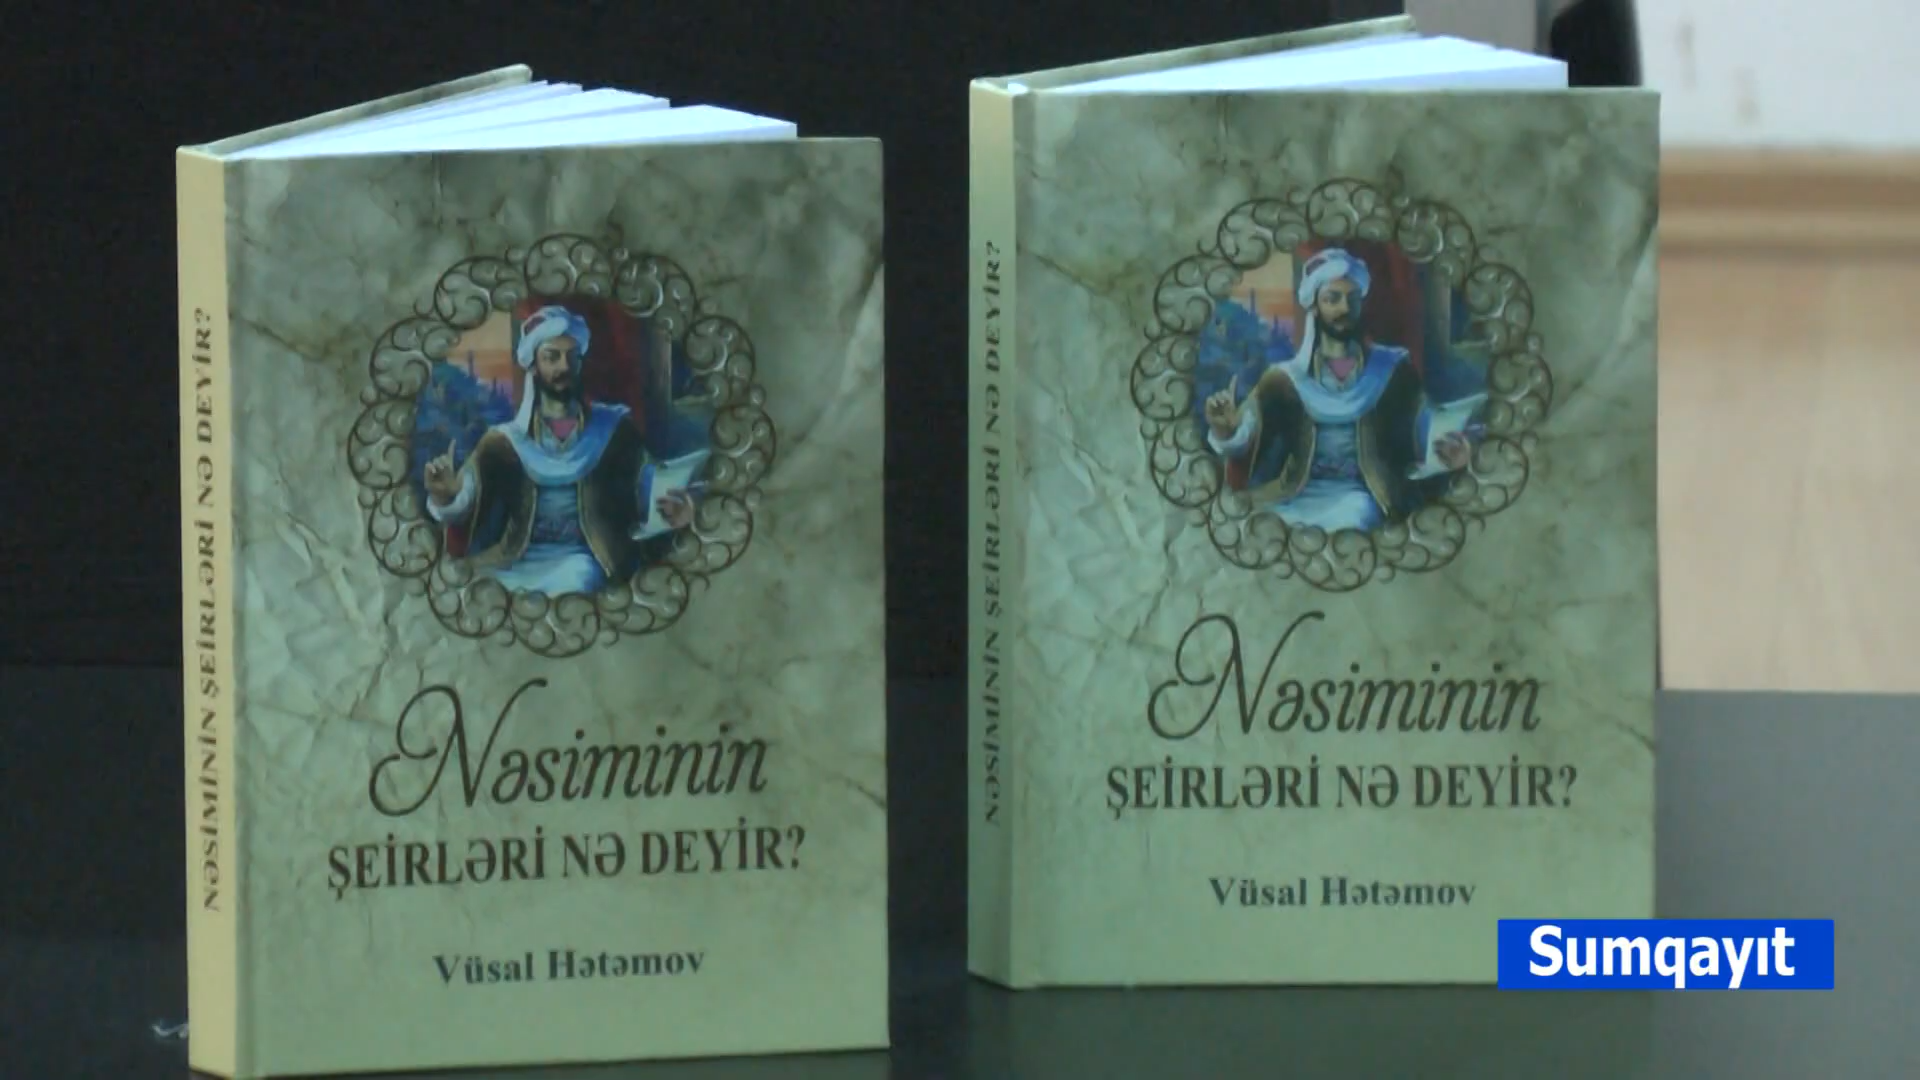 NƏSİMİNİN ŞEİRLƏRİ NƏ DEYİR?
Nəsiminin
ŞEİRLƏRİ NƏ DEYİR?
Vüsal Hətəmov
NƏSİMİNİN ŞEİRLƏRİ NƏ DEYİR?
Nəsiminin
ŞEİRLƏRİ NƏ DEYİR?
Vüsal Hətəmov
Sumqayıt